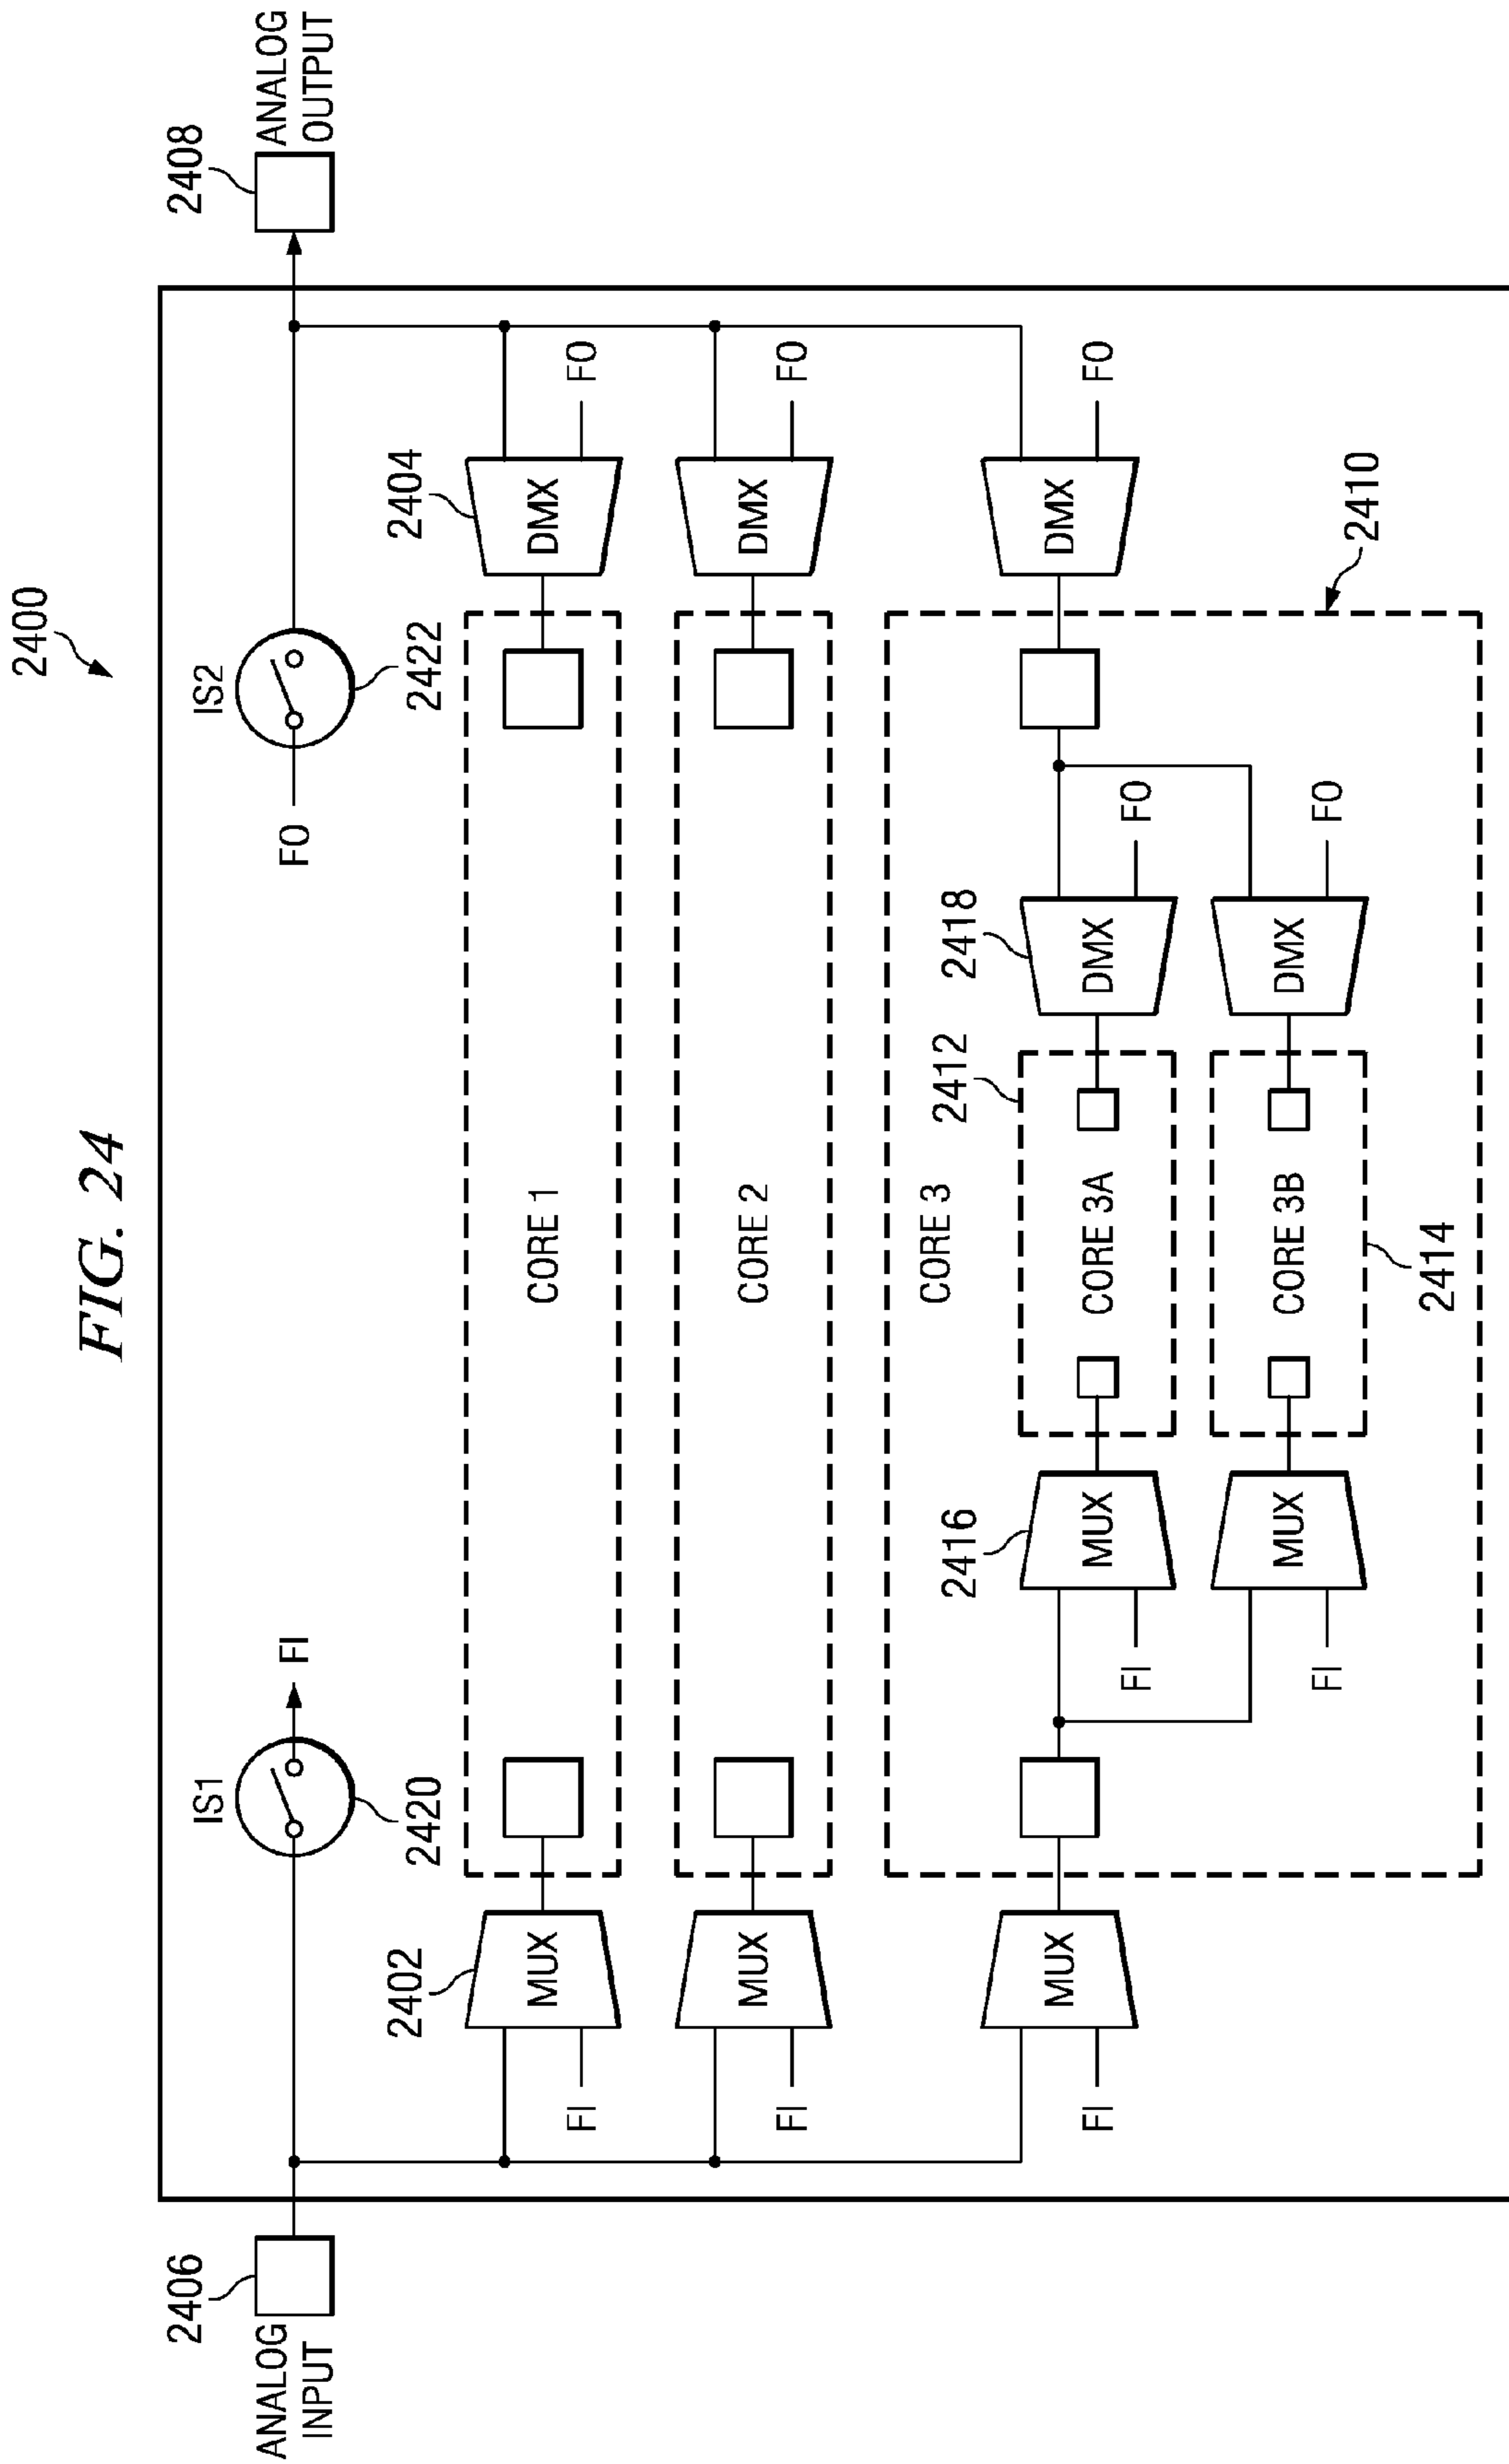 FIG. 24
2400
2406
ANALOG
INPUT
IS1
FI
2420
IS2
FO
2422
2408
ANALOG
OUTPUT
2402
MUX
FI
CORE 1
2404
DMX
FO
MUX
FI
CORE 2
DMX
FO
MUX
FI
CORE 3
DMX
FO
2410
2416
MUX
FI
2412
CORE 3A
2418
DMX
FO
MUX
FI
CORE 3B
2414
DMX
FO